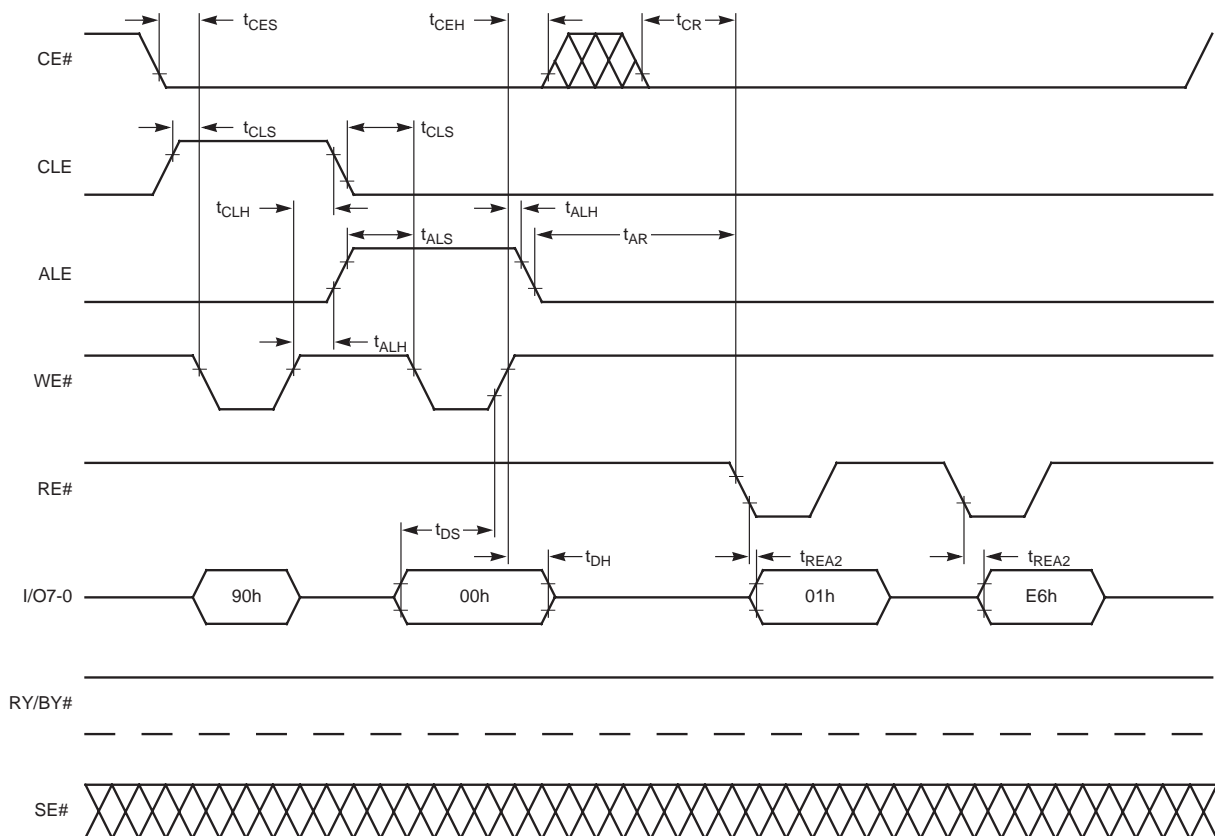 tCES
tCEH
tCR
CE#
tCLS
tCLS
CLE
tCLH
tALH
tALS
tAR
ALE
tALH
WE#
RE#
tDS
tDH
tREA2
tREA2
I/O7-0
90h
00h
01h
E6h
RY/BY#
SE#